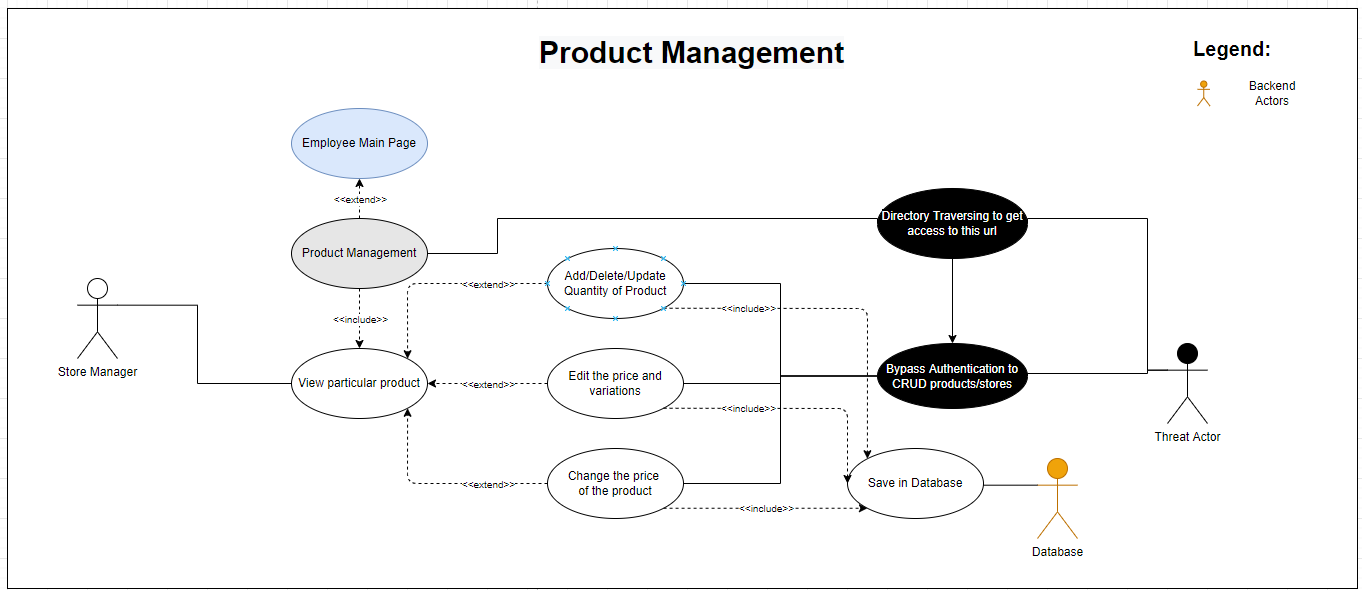 Product Management
Legend:
Backend
Actors
Employee Main Page
<<extend>>
Product Management
Directory Traversing to get
access to this url
Add/Delete/Update
Quantity of Product
<<extend>>
<<include>>
<<include>>
Store Manager
View particular product
Edit the price and
variations
<<extend>>
<<include>>
Bypass Authentication to
CRUD products/stores
Threat Actor
Change the price
of the product
<<extend>>
<<include>>
Save in Database
Database